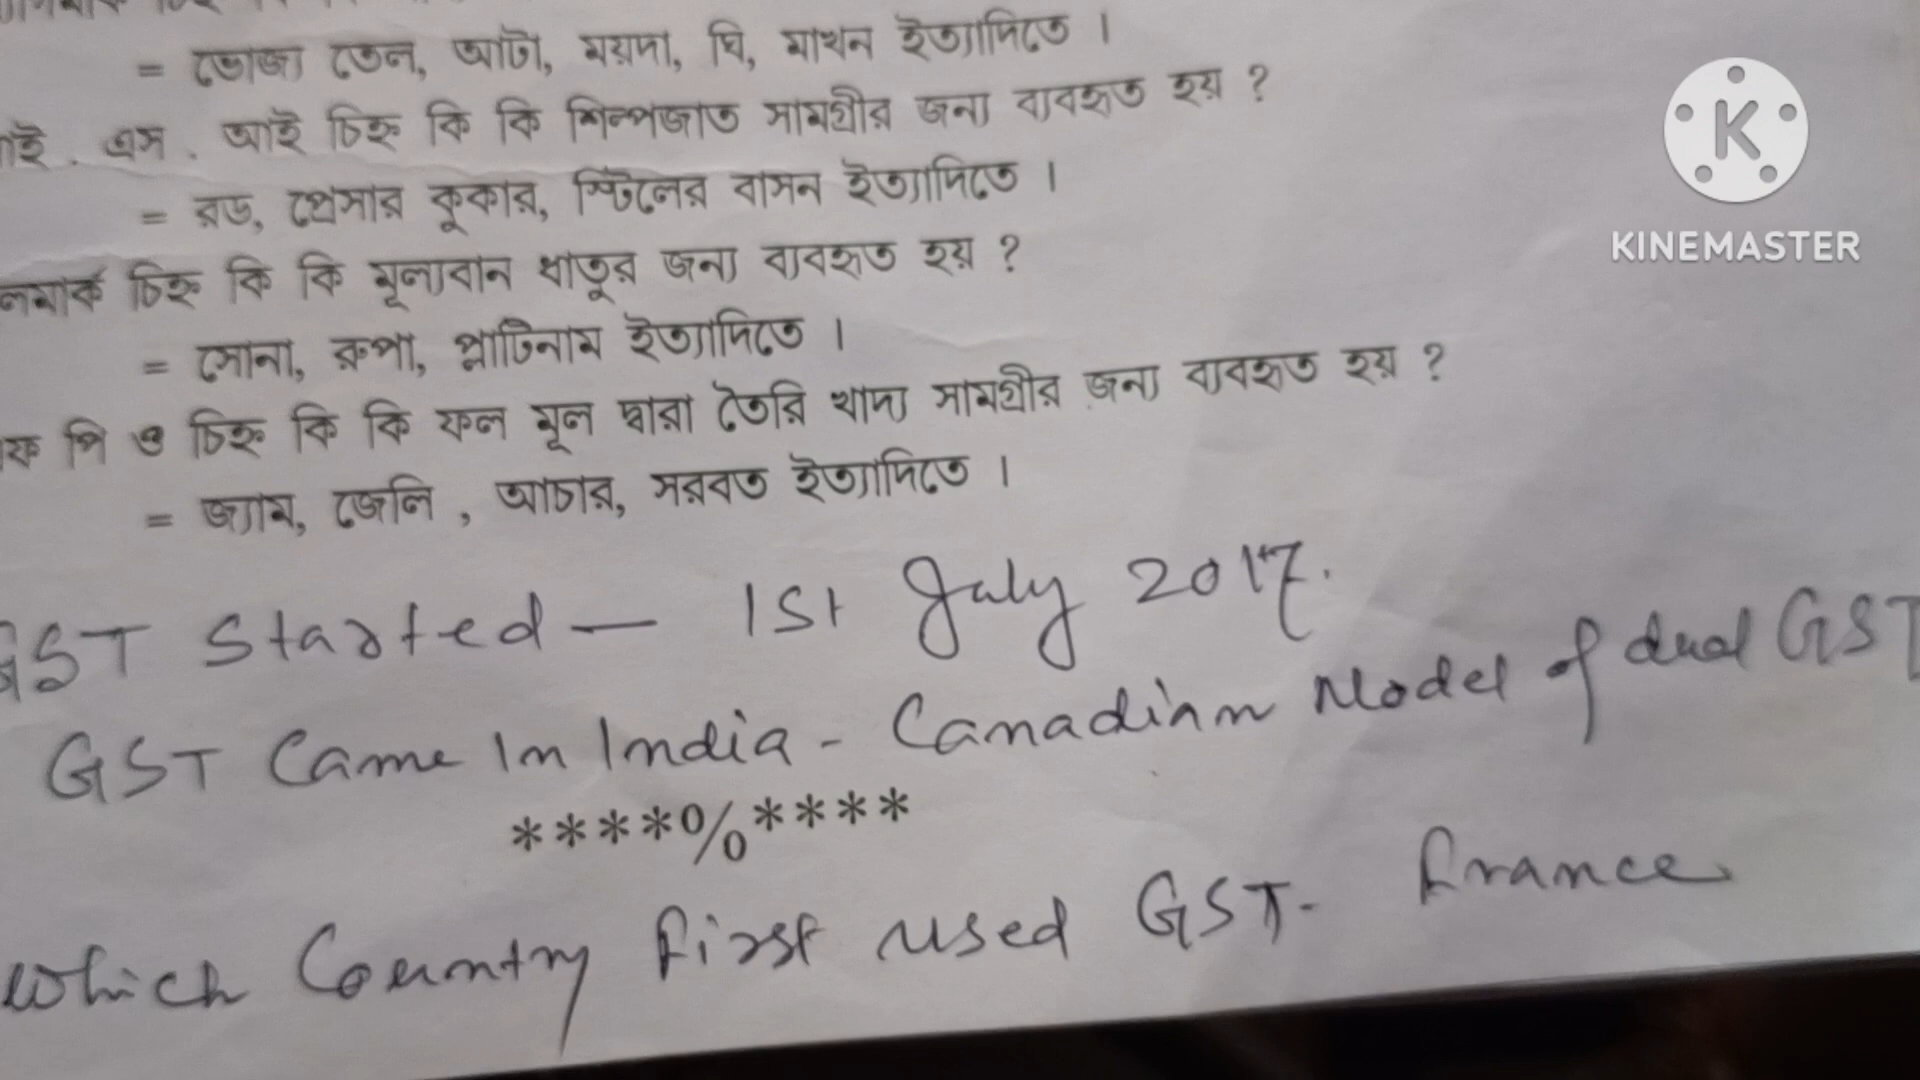 = ভোজ্য তেল, আটা, ময়দা, ঘি, মাখন ইত্যাদিতে ।
আই . এস . আই চিহ্ন কি কি শিল্পজাত সামগ্রীর জন্য ব্যবহৃত হয় ?
= রড, প্রেসার কুকার, স্টিলের বাসন ইত্যাদিতে ।
লমার্ক চিহ্ন কি কি মূল্যবান ধাতুর জন্য ব্যবহৃত হয় ?
= সোনা, রুপা, প্লাটিনাম ইত্যাদিতে ।
ফ পি ও চিহ্ন কি কি ফল মূল দ্বারা তৈরি খাদ্য সামগ্রীর জন্য ব্যবহৃত হয় ?
= জ্যাম, জেলি , আচার, সরবত ইত্যাদিতে ।
GST Started — 1St July 2017.
GST Came In India - Canadian Model of dual GST
****%****
which Country first used GST - france
K
KINEMASTER